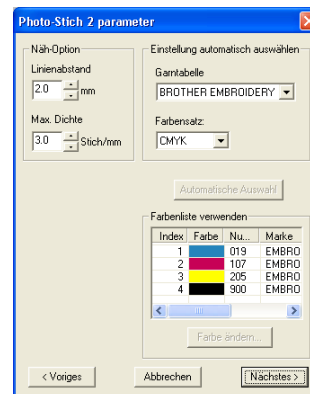 Photo-Stich 2 parameter
Näh-Option
Linienabstand
2.0 mm
Max. Dichte
3.0 Stich/mm
Einstellung automatisch auswählen
Garntabelle
BROTHER EMBROIDERY
Farbensatz:
CMYK
Automatische Auswahl
Farbenliste verwenden
Index Farbe Nu... Marke
1 019 EMBRO
2 107 EMBRO
3 205 EMBRO
4 900 EMBRO
Farbe ändern...
< Voriges Abbrechen Nächstes >